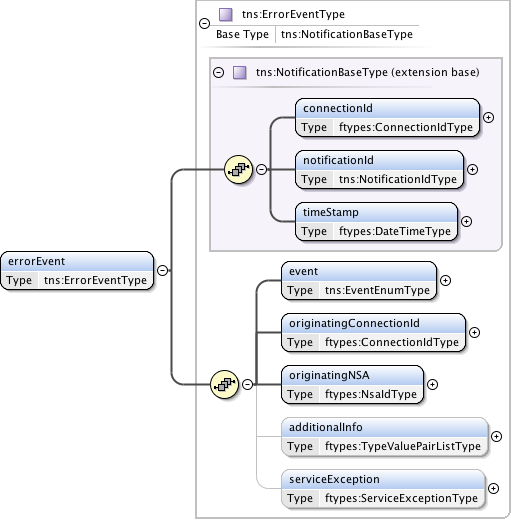 tns:ErrorEventType
Base Type tns:NotificationBaseType
tns:NotificationBaseType (extension base)
connectionId
Type ftypes:ConnectionIdType
notificationId
Type tns:NotificationIdType
timeStamp
Type ftypes:DateTimeType
errorEvent
Type tns:ErrorEventType
event
Type tns:EventEnumType
originatingConnectionId
Type ftypes:ConnectionIdType
originatingNSA
Type ftypes:NsaIdType
additionalInfo
Type ftypes:TypeValuePairListType
serviceException
Type ftypes:ServiceExceptionType